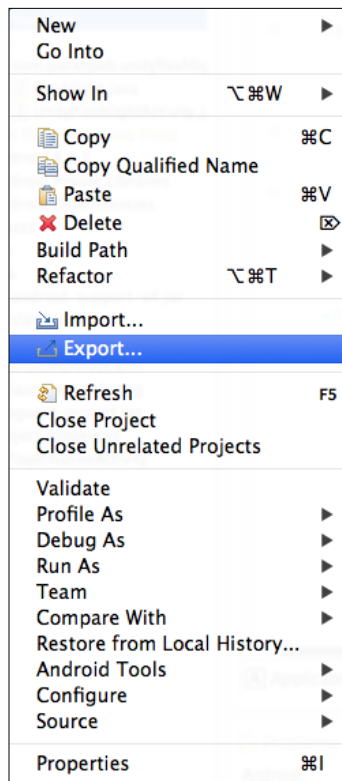 New ▶
Go Into
Show In ⌥⌘W ▶
Copy ⌘C
Copy Qualified Name
Paste ⌘V
Delete ⌦
Build Path ▶
Refactor ⌥⌘T ▶
Import...
Export...
Refresh F5
Close Project
Close Unrelated Projects
Validate
Profile As ▶
Debug As ▶
Run As ▶
Team ▶
Compare With ▶
Restore from Local History...
Android Tools ▶
Configure ▶
Source ▶
Properties ⌘I